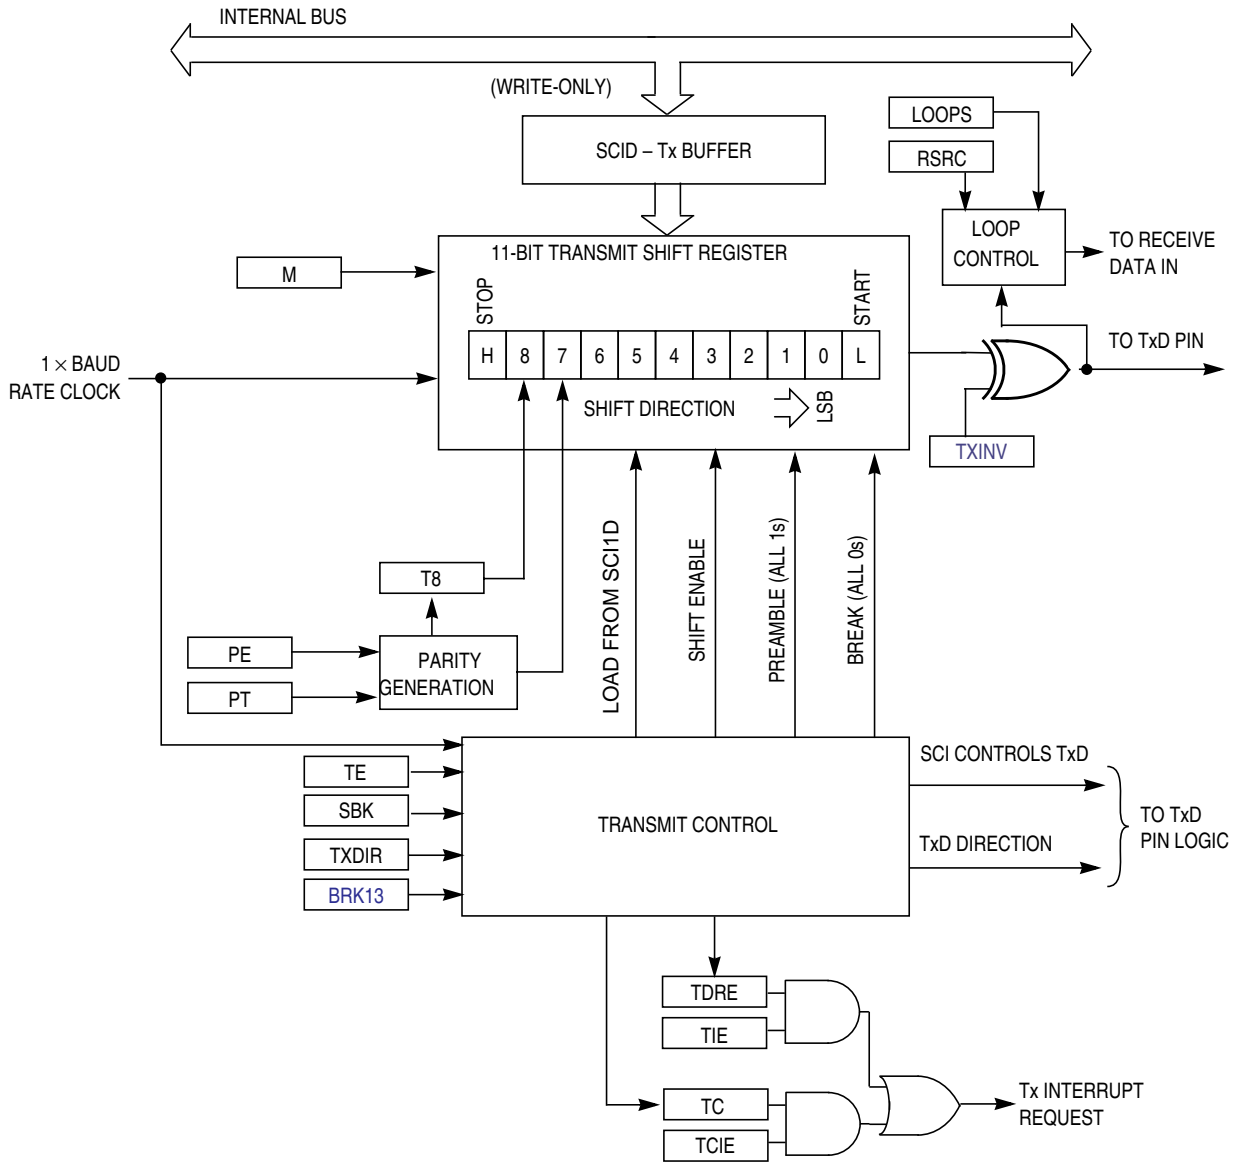 INTERNAL BUS
(WRITE-ONLY)
SCID – Tx BUFFER
LOOPS
RSRC
LOOP
CONTROL
TO RECEIVE
DATA IN
11-BIT TRANSMIT SHIFT REGISTER
M
STOP
START
H 8 7 6 5 4 3 2 1 0 L
1 × BAUD
RATE CLOCK
SHIFT DIRECTION
LSB
TO TxD PIN
TXINV
T8
PE
PT
PARITY
GENERATION
LOAD FROM SCI1D
SHIFT ENABLE
PREAMBLE (ALL 1s)
BREAK (ALL 0s)
TE
SBK
TXDIR
BRK13
TRANSMIT CONTROL
SCI CONTROLS TxD
TxD DIRECTION
TO TxD
PIN LOGIC
TDRE
TIE
TC
TCIE
Tx INTERRUPT
REQUEST